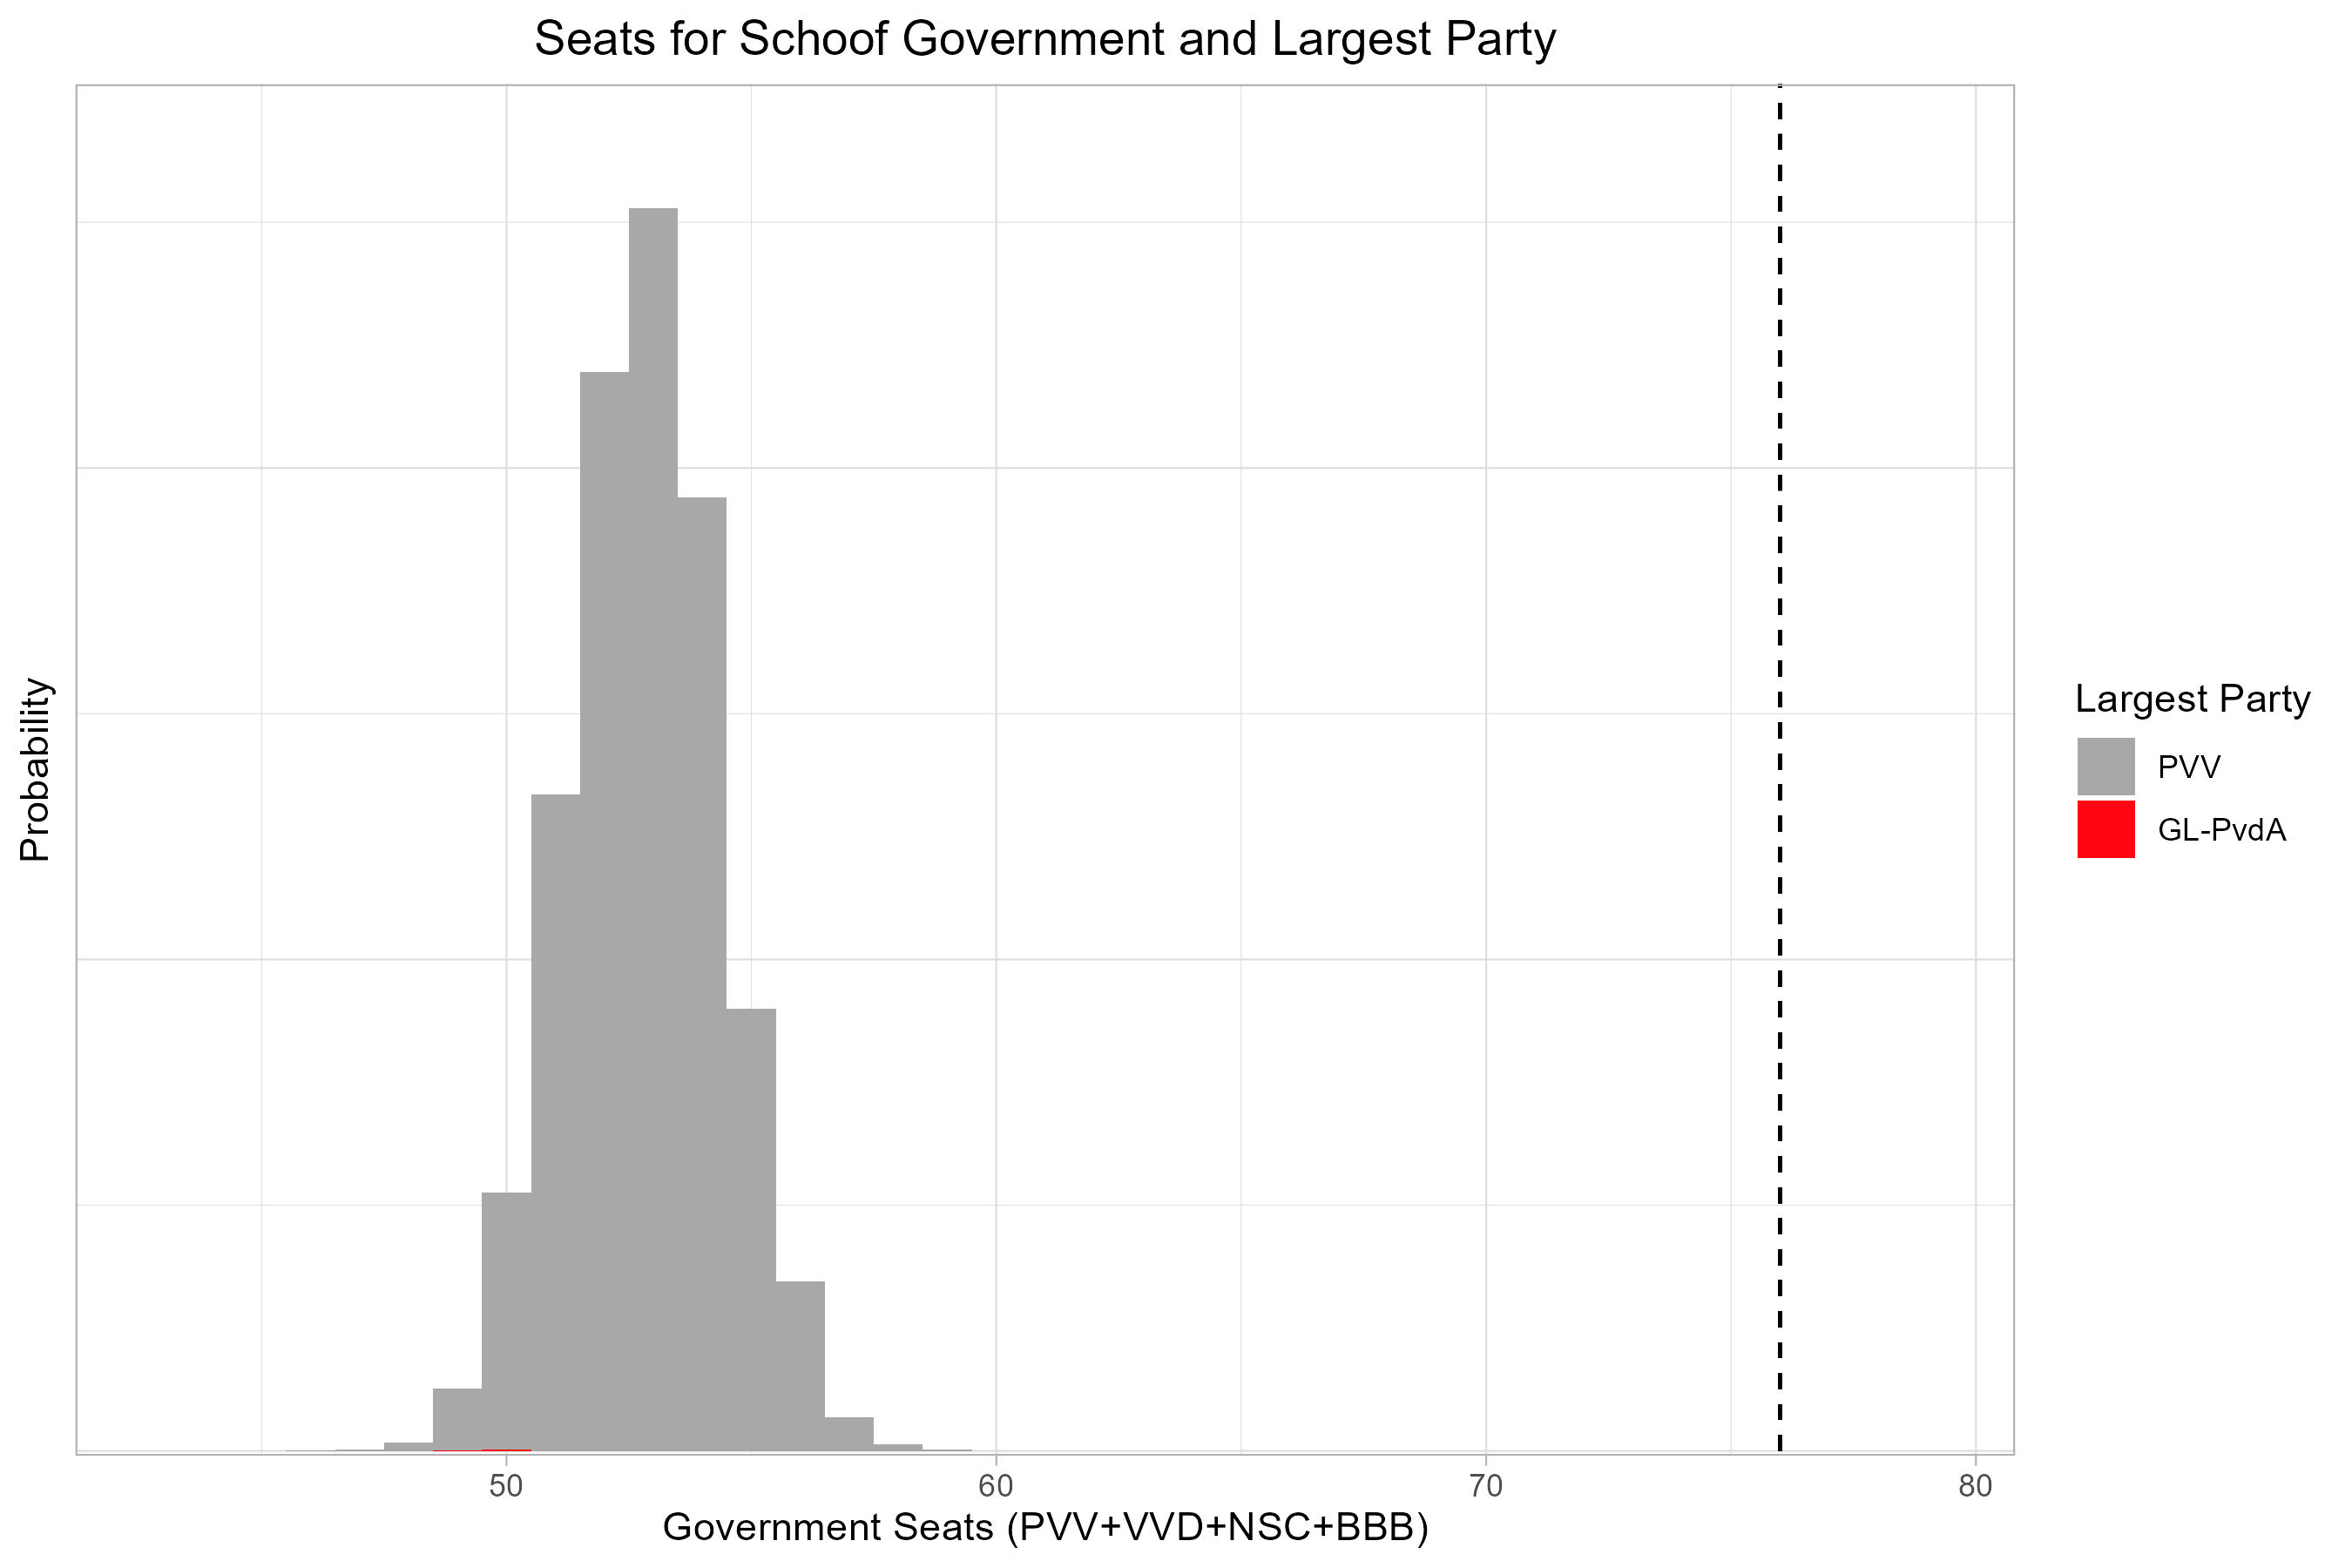 Seats for Schoof Government and Largest Party
Probability
Largest Party
PVV
GL-PvdA
50
60
70
80
Government Seats (PVV+VVD+NSC+BBB)